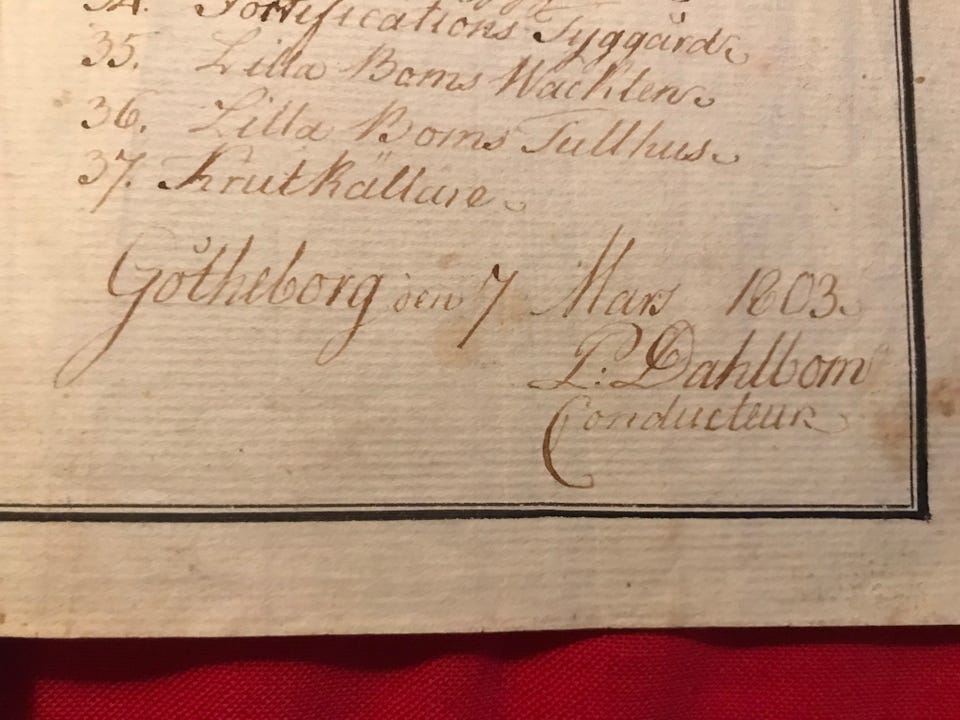 34. Fortifications Tyggård
35. Lilla Boms Wackten
36. Lilla Boms Tullhus
37. Krutkällare
Götheborg den 7 Mars 1803.
P: Dahlbom
Conducteur